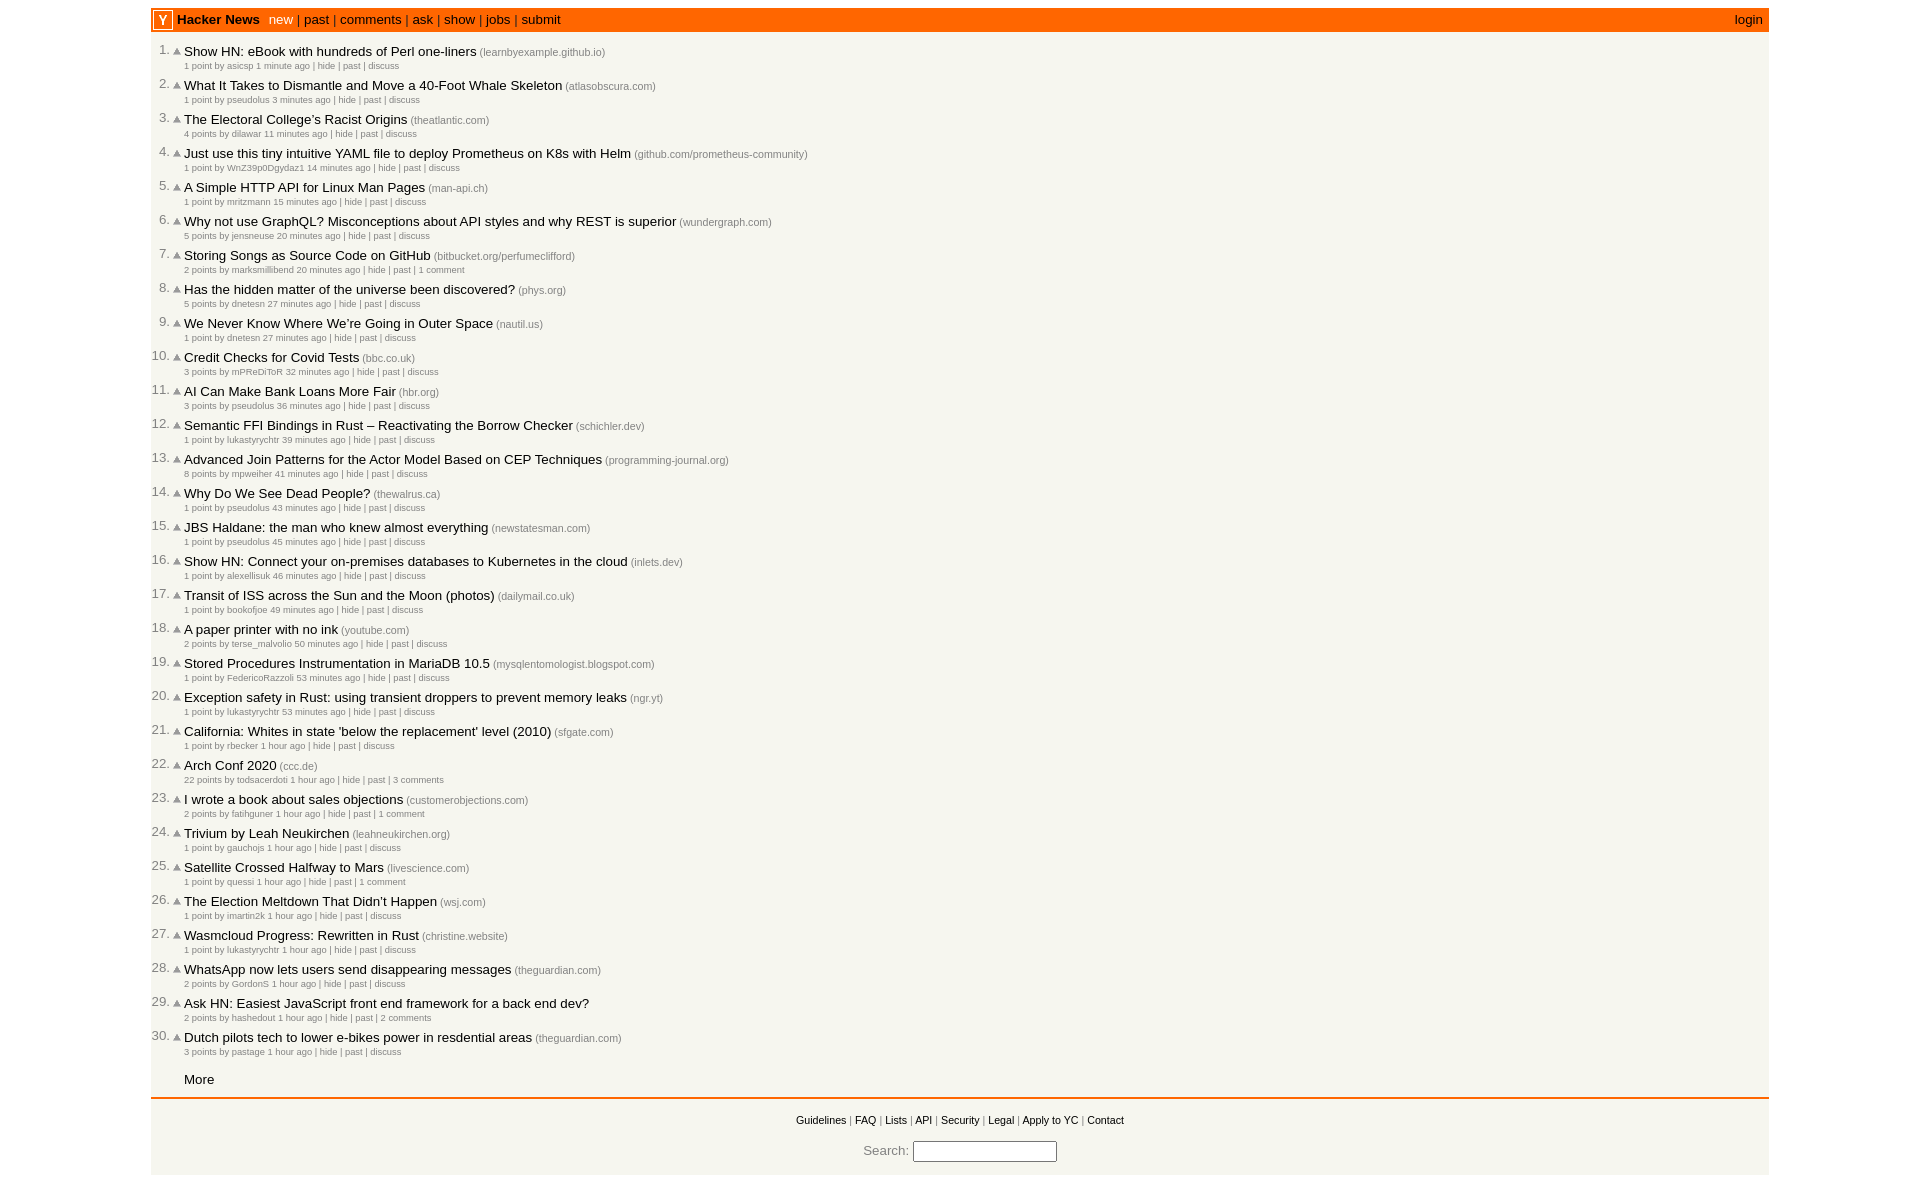 Y Hacker News new | past | comments | ask | show | jobs | submit login
1. Show HN: eBook with hundreds of Perl one-liners (learnbyexample.github.io)
1 point by asicsp 1 minute ago | hide | past | discuss
2. What It Takes to Dismantle and Move a 40-Foot Whale Skeleton (atlasobscura.com)
1 point by pseudolus 3 minutes ago | hide | past | discuss
3. The Electoral College’s Racist Origins (theatlantic.com)
4 points by dilawar 11 minutes ago | hide | past | discuss
4. Just use this tiny intuitive YAML file to deploy Prometheus on K8s with Helm (github.com/prometheus-community)
1 point by WnZ39p0Dgydaz1 14 minutes ago | hide | past | discuss
5. A Simple HTTP API for Linux Man Pages (man-api.ch)
1 point by mritzmann 15 minutes ago | hide | past | discuss
6. Why not use GraphQL? Misconceptions about API styles and why REST is superior (wundergraph.com)
5 points by jensneuse 20 minutes ago | hide | past | discuss
7. Storing Songs as Source Code on GitHub (bitbucket.org/perfumeclifford)
2 points by marksmillibend 20 minutes ago | hide | past | 1 comment
8. Has the hidden matter of the universe been discovered? (phys.org)
5 points by dnetesn 27 minutes ago | hide | past | discuss
9. We Never Know Where We’re Going in Outer Space (nautil.us)
1 point by dnetesn 27 minutes ago | hide | past | discuss
10. Credit Checks for Covid Tests (bbc.co.uk)
3 points by mPReDiToR 32 minutes ago | hide | past | discuss
11. AI Can Make Bank Loans More Fair (hbr.org)
3 points by pseudolus 36 minutes ago | hide | past | discuss
12. Semantic FFI Bindings in Rust – Reactivating the Borrow Checker (schichler.dev)
1 point by lukastyrychtr 39 minutes ago | hide | past | discuss
13. Advanced Join Patterns for the Actor Model Based on CEP Techniques (programming-journal.org)
8 points by mpweiher 41 minutes ago | hide | past | discuss
14. Why Do We See Dead People? (thewalrus.ca)
1 point by pseudolus 43 minutes ago | hide | past | discuss
15. JBS Haldane: the man who knew almost everything (newstatesman.com)
1 point by pseudolus 45 minutes ago | hide | past | discuss
16. Show HN: Connect your on-premises databases to Kubernetes in the cloud (inlets.dev)
1 point by alexellisuk 46 minutes ago | hide | past | discuss
17. Transit of ISS across the Sun and the Moon (photos) (dailymail.co.uk)
1 point by bookofjoe 49 minutes ago | hide | past | discuss
18. A paper printer with no ink (youtube.com)
2 points by terse_malvolio 50 minutes ago | hide | past | discuss
19. Stored Procedures Instrumentation in MariaDB 10.5 (mysqlentomologist.blogspot.com)
1 point by FedericoRazzoli 53 minutes ago | hide | past | discuss
20. Exception safety in Rust: using transient droppers to prevent memory leaks (ngr.yt)
1 point by lukastyrychtr 53 minutes ago | hide | past | discuss
21. California: Whites in state 'below the replacement' level (2010) (sfgate.com)
1 point by rbecker 1 hour ago | hide | past | discuss
22. Arch Conf 2020 (ccc.de)
22 points by todsacerdoti 1 hour ago | hide | past | 3 comments
23. I wrote a book about sales objections (customerobjections.com)
2 points by fatihguner 1 hour ago | hide | past | 1 comment
24. Trivium by Leah Neukirchen (leahneukirchen.org)
1 point by gauchojs 1 hour ago | hide | past | discuss
25. Satellite Crossed Halfway to Mars (livescience.com)
1 point by quessi 1 hour ago | hide | past | 1 comment
26. The Election Meltdown That Didn’t Happen (wsj.com)
1 point by imartin2k 1 hour ago | hide | past | discuss
27. Wasmcloud Progress: Rewritten in Rust (christine.website)
1 point by lukastyrychtr 1 hour ago | hide | past | discuss
28. WhatsApp now lets users send disappearing messages (theguardian.com)
2 points by GordonS 1 hour ago | hide | past | discuss
29. Ask HN: Easiest JavaScript front end framework for a back end dev?
2 points by hashedout 1 hour ago | hide | past | 2 comments
30. Dutch pilots tech to lower e-bikes power in resdential areas (theguardian.com)
3 points by pastage 1 hour ago | hide | past | discuss
More
Guidelines | FAQ | Lists | API | Security | Legal | Apply to YC | Contact
Search: